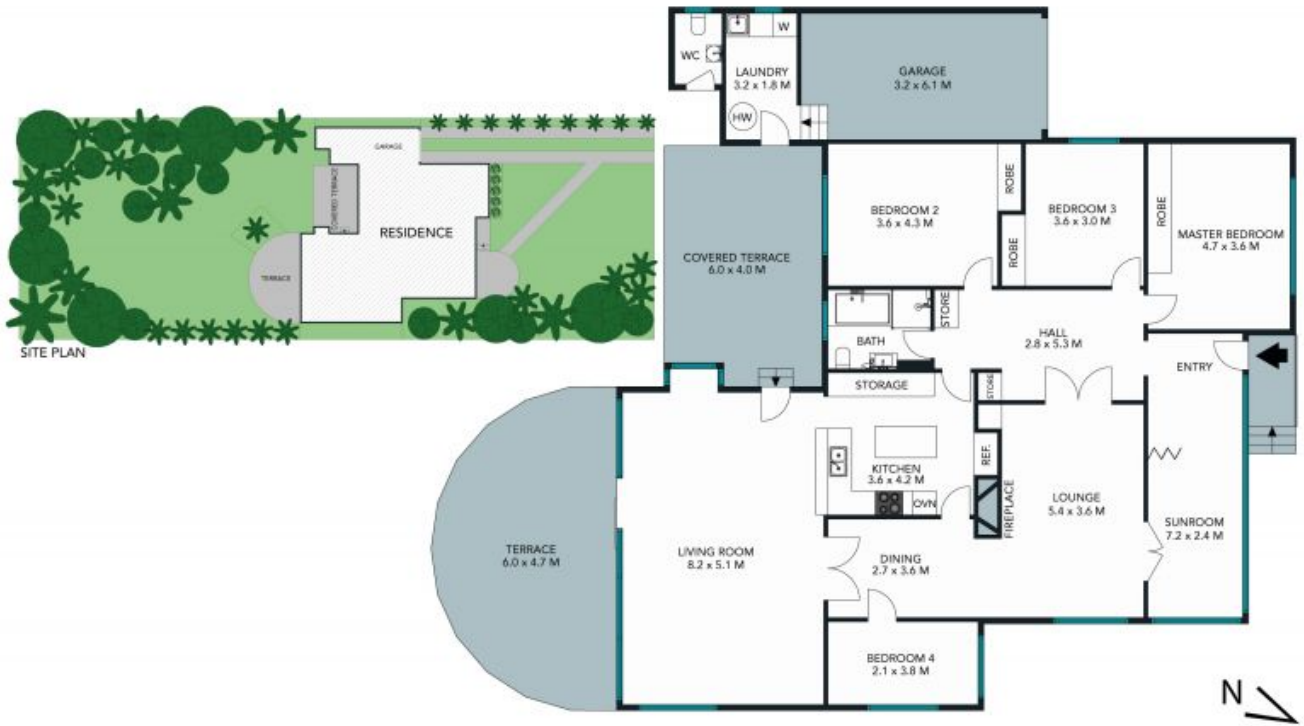 WC
W
LAUNDRY
3.2 x 1.8 M
HW
GARAGE
3.2 x 6.1 M
GARAGE
COVERED TERRACE
RESIDENCE
TERRACE
SITE PLAN
COVERED TERRACE
6.0 x 4.0 M
BEDROOM 2
3.6 x 4.3 M
ROBE
ROBE
BEDROOM 3
3.6 x 3.0 M
ROBE
MASTER BEDROOM
4.7 x 3.6 M
BATH
STORE
HALL
2.8 x 5.3 M
ENTRY
STORAGE
STORE
KITCHEN
3.6 x 4.2 M
REF.
OVN
FIREPLACE
LOUNGE
5.4 x 3.6 M
SUNROOM
7.2 x 2.4 M
TERRACE
6.0 x 4.7 M
LIVING ROOM
8.2 x 5.1 M
DINING
2.7 x 3.6 M
BEDROOM 4
2.1 x 3.8 M
N